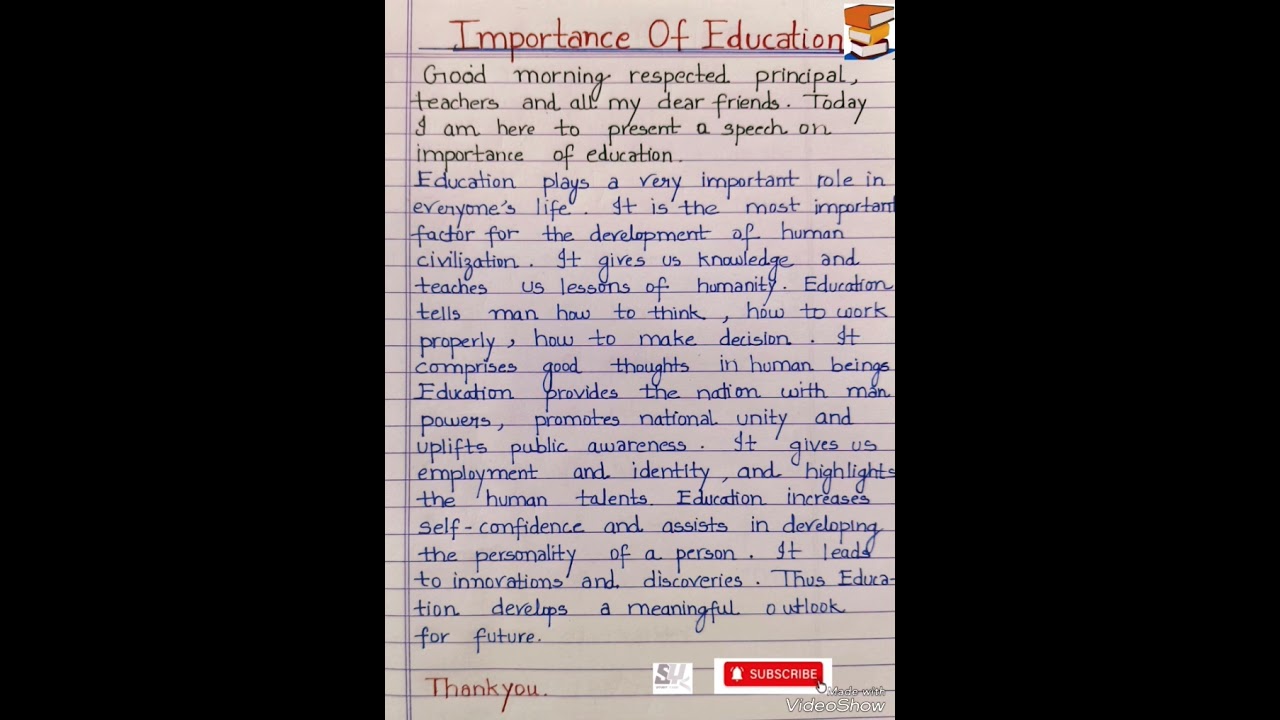 Importance Of Education
Good morning respected principal,
teachers and all my dear friends. Today
I am here to present a speech on
importance of education.
Education plays a very important role in
everyone's life. It is the most important
factor for the development of human
civilization. It gives us knowledge and
teaches us lessons of humanity. Education
tells man how to think, how to work
properly, how to make decision. It
comprises good thoughts in human beings
Education provides the nation with man
powers, promotes national unity and
uplifts public awareness. It gives us
employment and identity, and highlights
the human talents. Education increases
self-confidence and assists in developing
the personality of a person. It leads
to innovations and discoveries. Thus Educa-
tion develops a meaningful outlook
for future.
Thankyou.
SUBSCRIBE
Made with
VideoShow